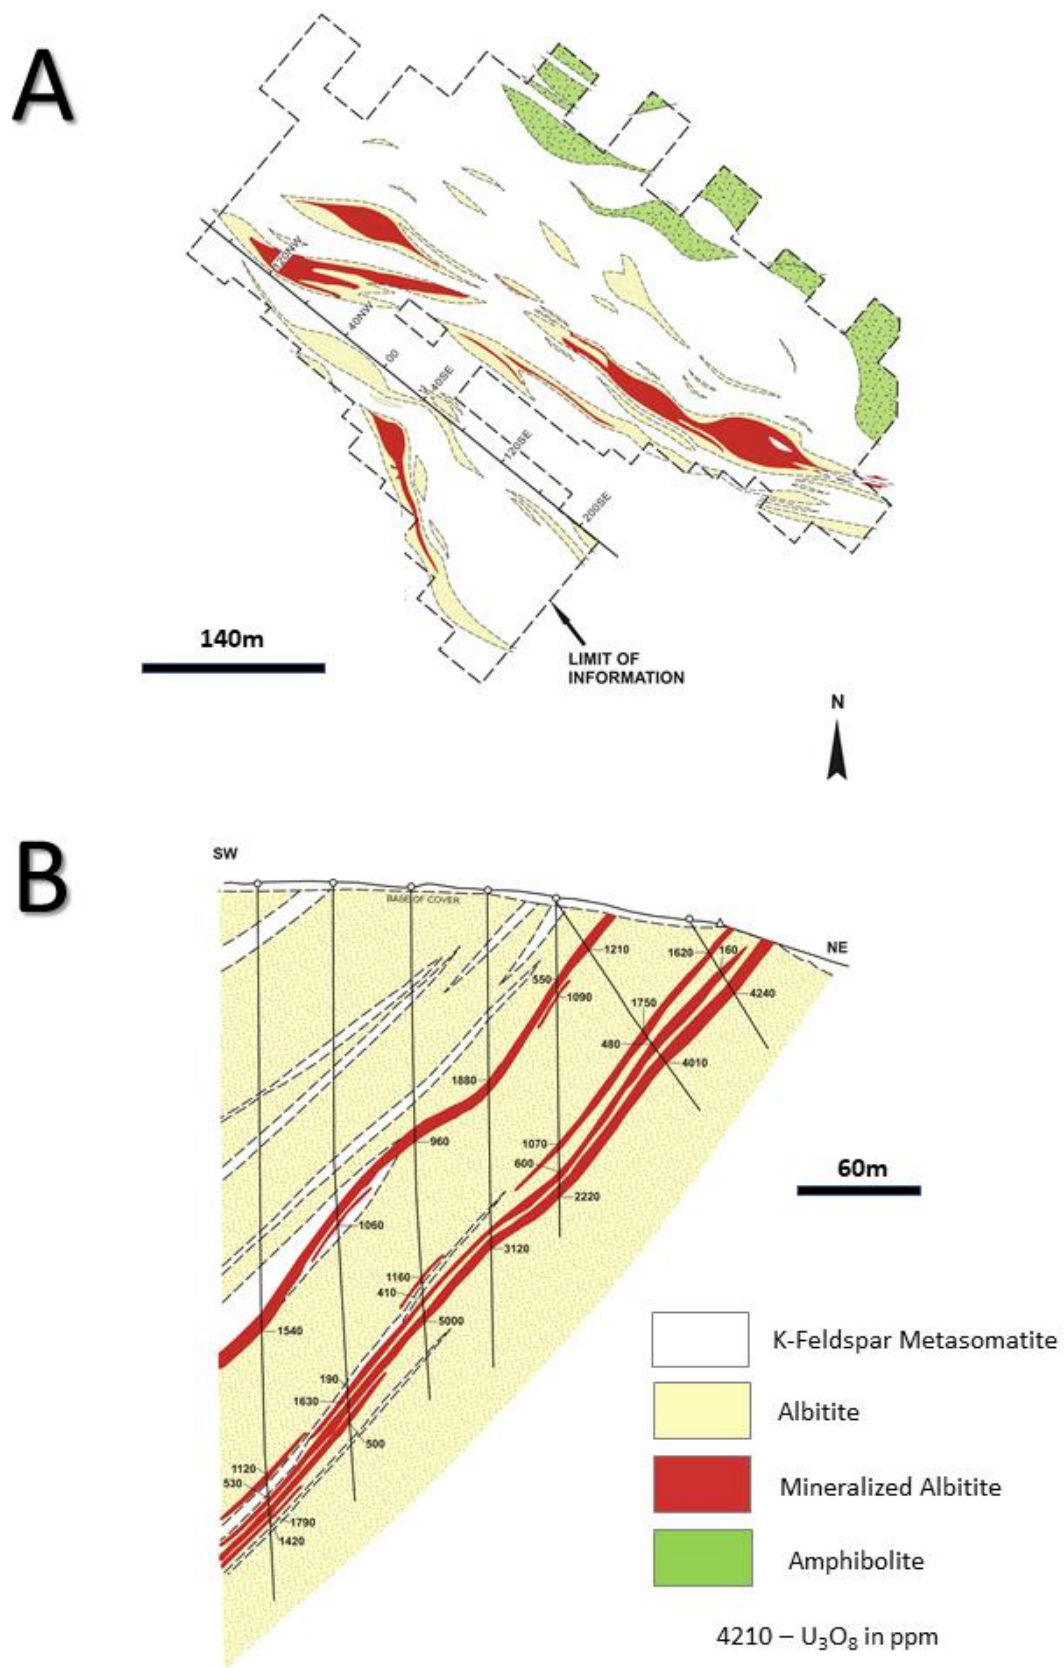 A
120NW
40NW
00
40SE
120SE
200SE
140m
LIMIT OF
INFORMATION
N
B
SW
BASE OF COVER
NE
1210
1620
160
550
1090
4240
1750
480
4010
1880
960
1070
600
2220
60m
1060
3120
1160
410
5000
1540
190
1630
500
1120
530
1790
1420
K-Feldspar Metasomatite
Albitite
Mineralized Albitite
Amphibolite
4210 – U₃O₈ in ppm